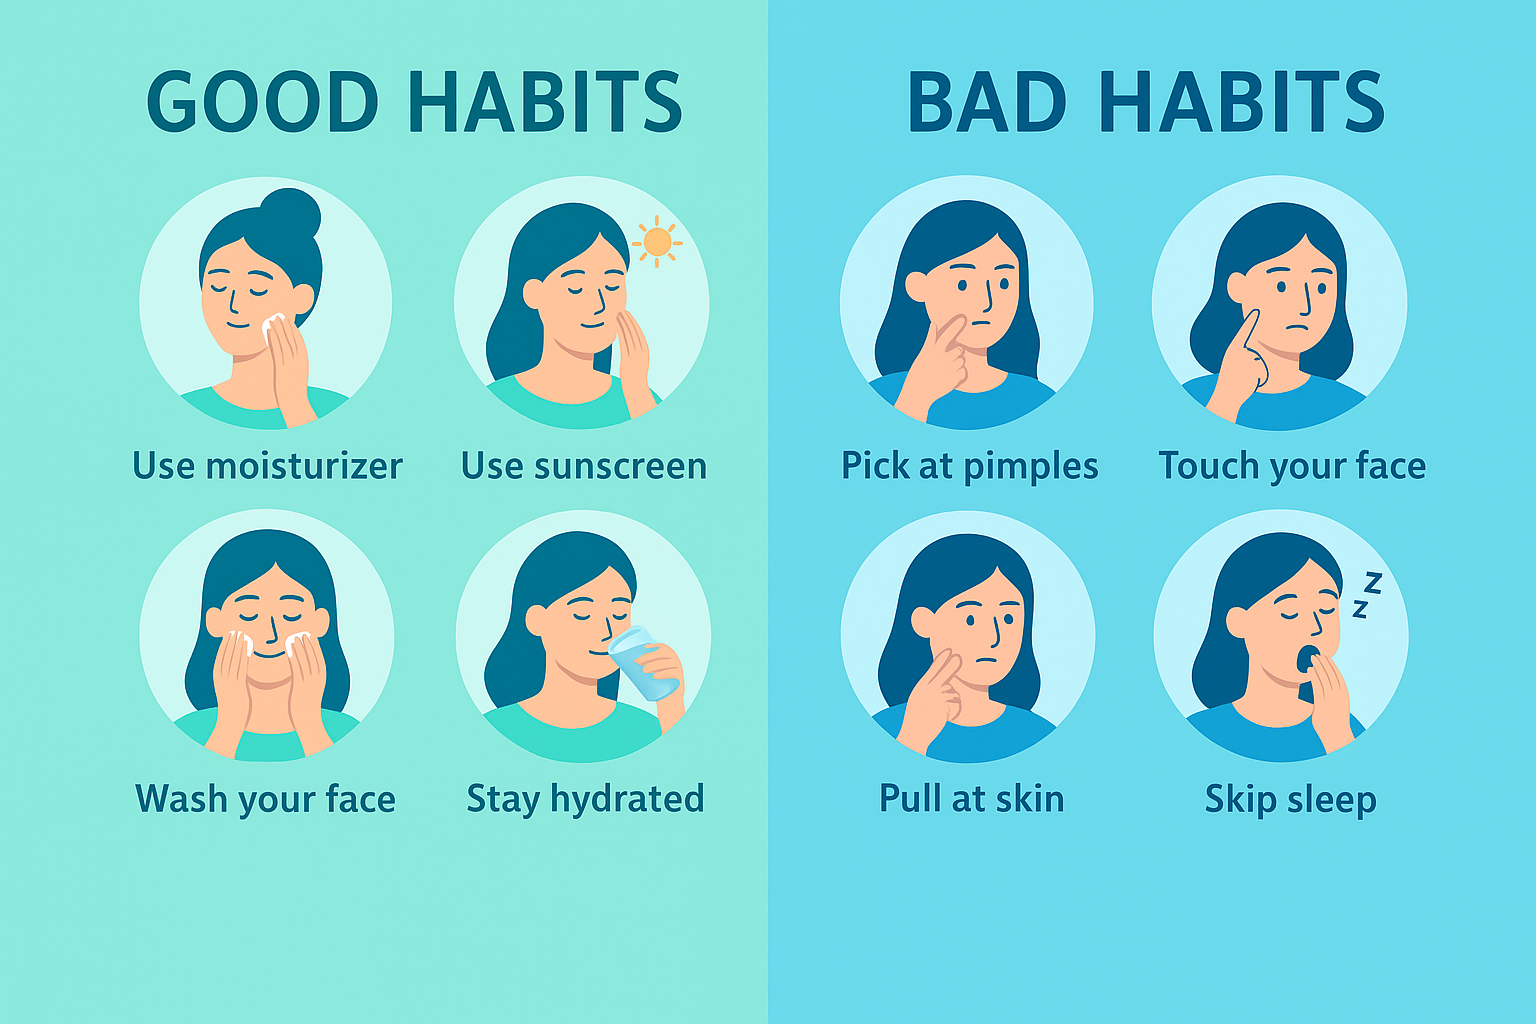 GOOD HABITS
Use moisturizer
Use sunscreen
Wash your face
Stay hydrated
BAD HABITS
Pick at pimples
Touch your face
Z
Z
Pull at skin
Skip sleep